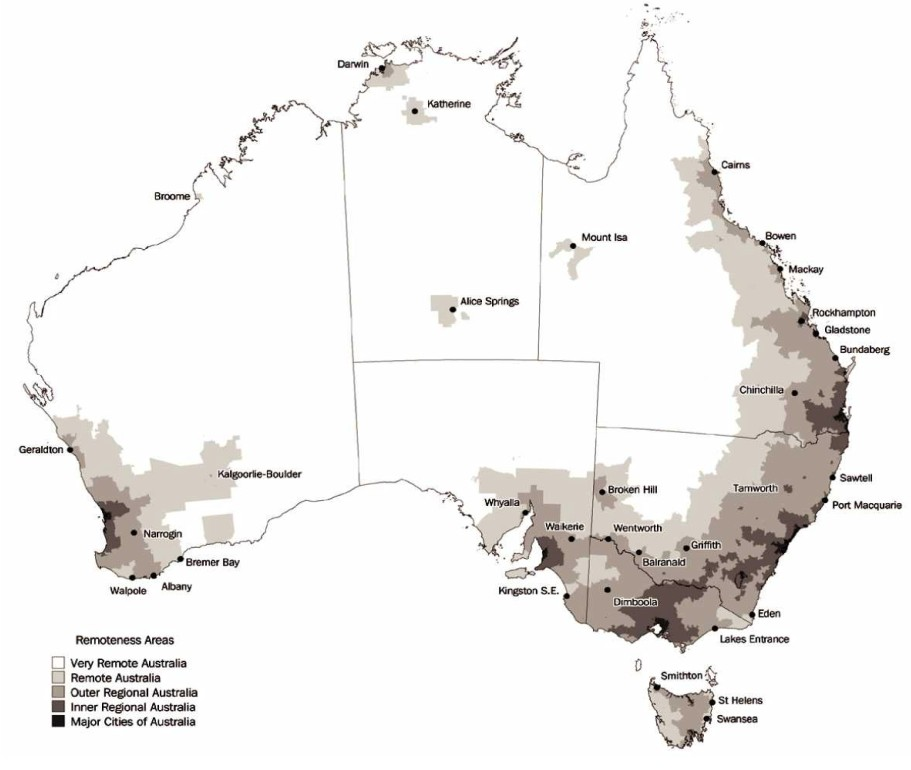 Darwin
Katherine
Cairns
Broome
Mount Isa
Bowen
Mackay
Alice Springs
Rockhampton
Gladstone
Bundaberg
Chinchilla
Geraldton
Kalgoorlie-Boulder
Sawtell
Tamworth
Broken Hill
Whyalla
Port Macquarie
Walkerie
Wentworth
Narrogin
Griffith
Balranald
Bremer Bay
Walpole
Albany
Kingston S.E.
Dimboola
Eden
Lakes Entrance
Remoteness Areas
Very Remote Australia
Remote Australia
Outer Regional Australia
Inner Regional Australia
Major Cities of Australia
Smithton
St Helens
Swansea